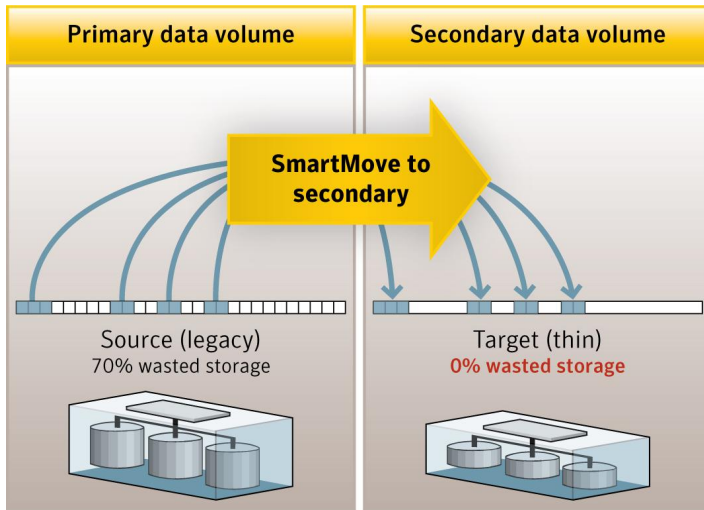 Primary data volume
Secondary data volume
SmartMove to
secondary
Source (legacy)
70% wasted storage
Target (thin)
0% wasted storage